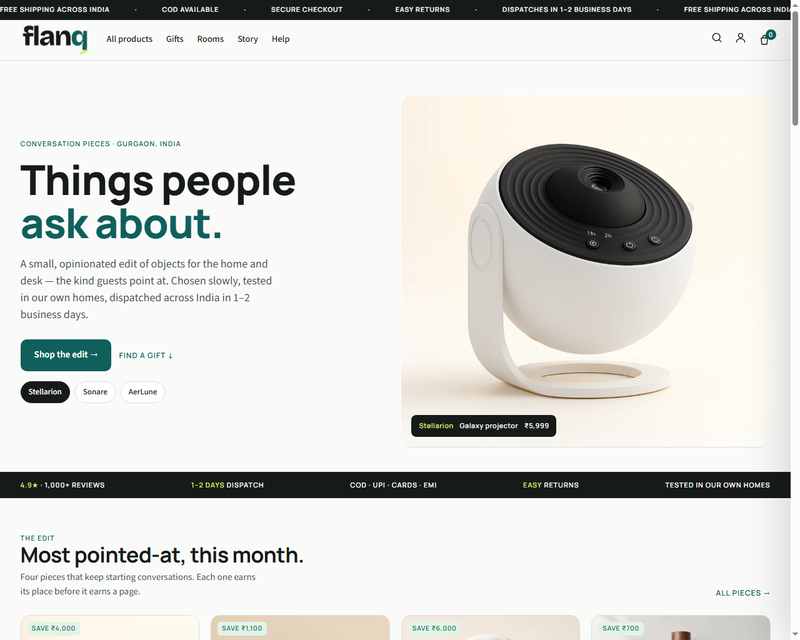 FREE SHIPPING ACROSS INDIA · COD AVAILABLE · SECURE CHECKOUT · EASY RETURNS · DISPATCHES IN 1–2 BUSINESS DAYS · FREE SHIPPING ACROSS INDIA
flanq All products Gifts Rooms Story Help 0
CONVERSATION PIECES · GURGAON, INDIA
Things people
ask about.
A small, opinionated edit of objects for the home and
desk — the kind guests point at. Chosen slowly, tested
in our own homes, dispatched across India in 1–2
business days.
Shop the edit → FIND A GIFT ↓
Stellarion Sonare AerLune
1hr 2hr
Stellarion Galaxy projector ₹5,999
4.9★ · 1,000+ REVIEWS 1–2 DAYS DISPATCH COD · UPI · CARDS · EMI EASY RETURNS TESTED IN OUR OWN HOMES
THE EDIT
Most pointed-at, this month.
Four pieces that keep starting conversations. Each one earns
its place before it earns a page.
ALL PIECES →
SAVE ₹4,000 SAVE ₹1,100 SAVE ₹6,000 SAVE ₹700